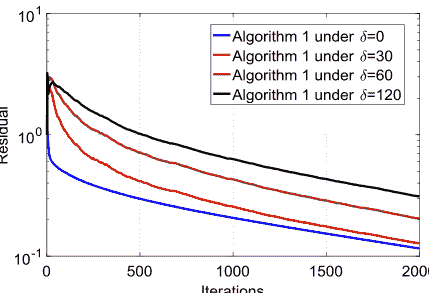 10^1
10^0
10^-1
Residual
Algorithm 1 under δ=0
Algorithm 1 under δ=30
Algorithm 1 under δ=60
Algorithm 1 under δ=120
0 500 1000 1500 2000
Iterations